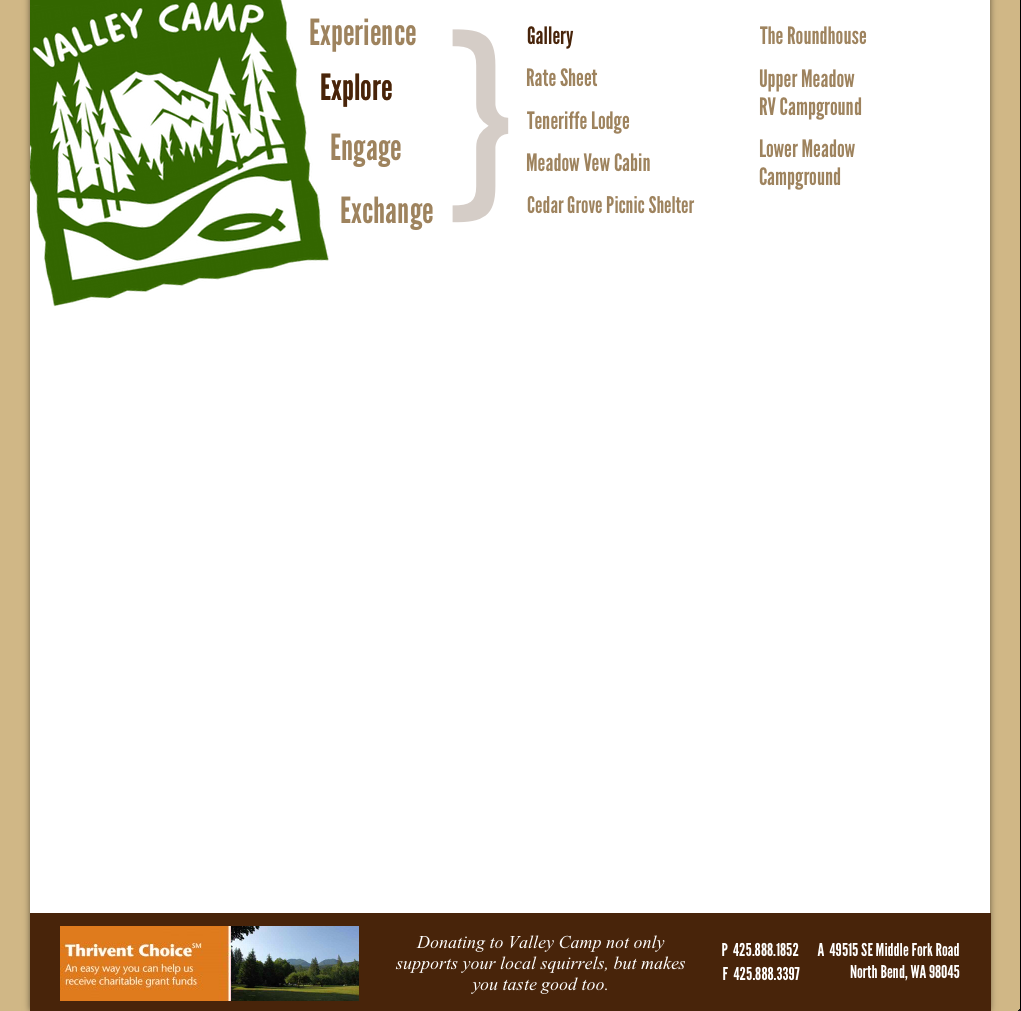 VALLEY CAMP
Experience
Explore
Engage
Exchange
Gallery
Rate Sheet
Teneriffe Lodge
Meadow Vew Cabin
Cedar Grove Picnic Shelter
The Roundhouse
Upper Meadow
RV Campground
Lower Meadow
Campground
Thrivent Choice℠
An easy way you can help us
receive charitable grant funds
Donating to Valley Camp not only
supports your local squirrels, but makes
you taste good too.
P 425.888.1852
F 425.888.3397
A 49515 SE Middle Fork Road
North Bend, WA 98045